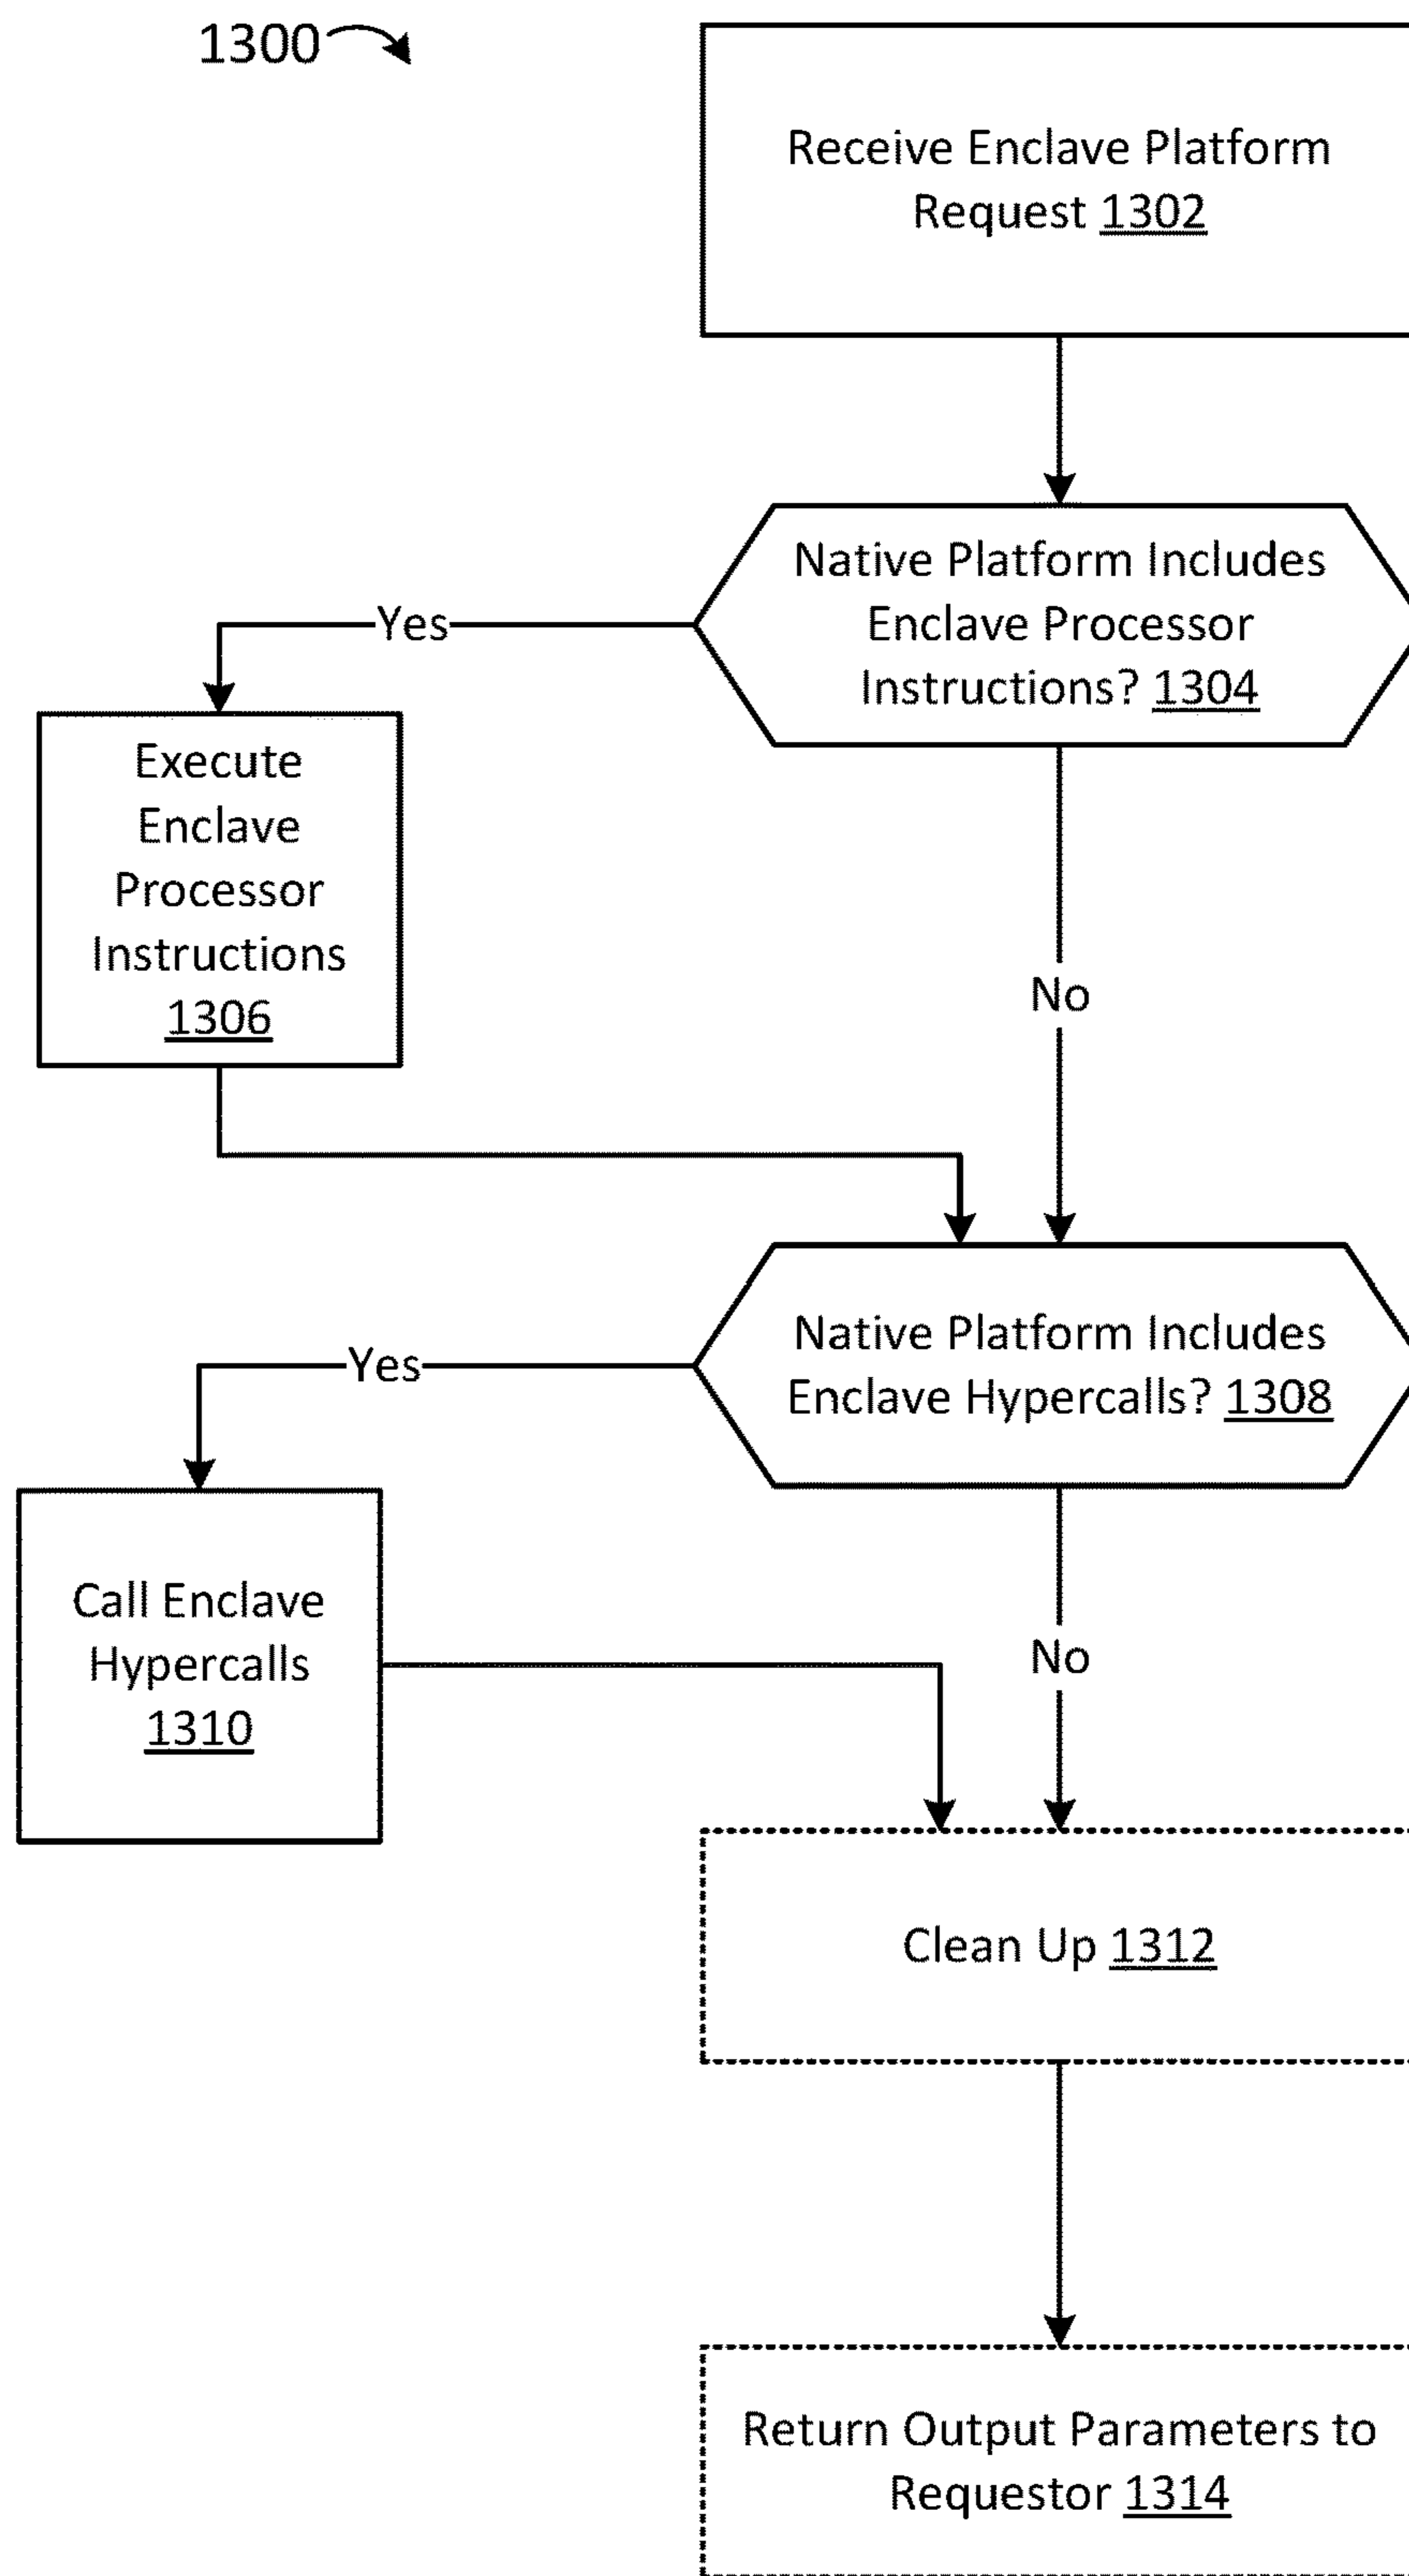 1300
Receive Enclave Platform
Request 1302
Native Platform Includes
Enclave Processor
Instructions? 1304
Yes
Execute
Enclave
Processor
Instructions
1306
No
Native Platform Includes
Enclave Hypercalls? 1308
Yes
Call Enclave
Hypercalls
1310
No
Clean Up 1312
Return Output Parameters to
Requestor 1314